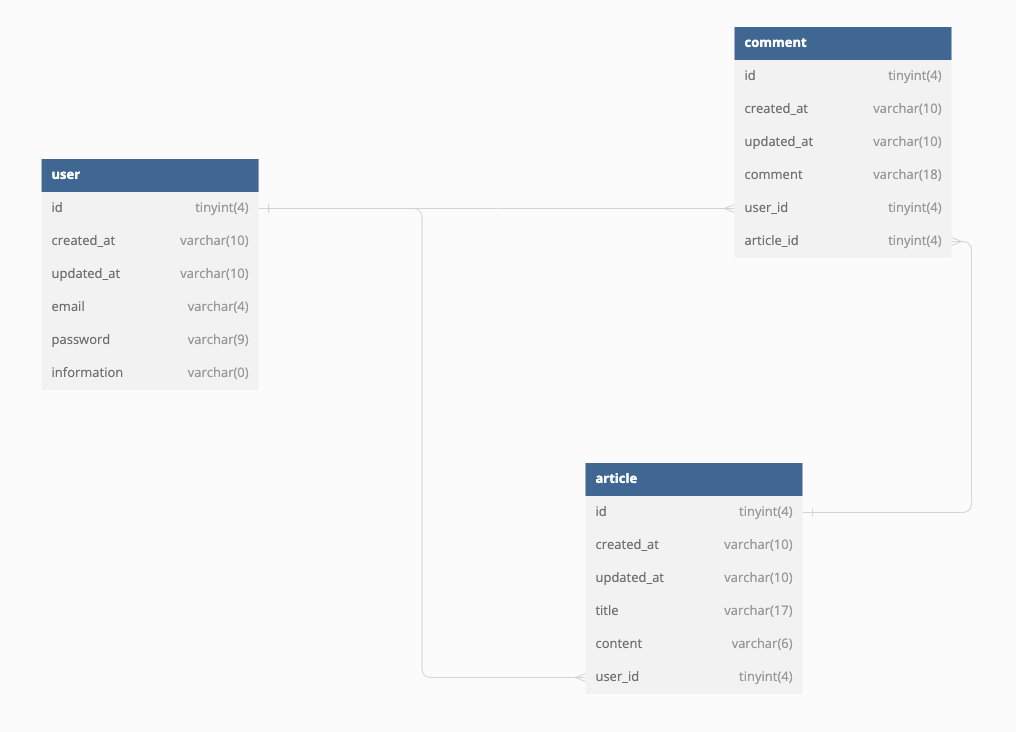 comment
id tinyint(4)
created_at varchar(10)
updated_at varchar(10)
comment varchar(18)
user_id tinyint(4)
article_id tinyint(4)
user
id tinyint(4)
created_at varchar(10)
updated_at varchar(10)
email varchar(4)
password varchar(9)
information varchar(0)
article
id tinyint(4)
created_at varchar(10)
updated_at varchar(10)
title varchar(17)
content varchar(6)
user_id tinyint(4)